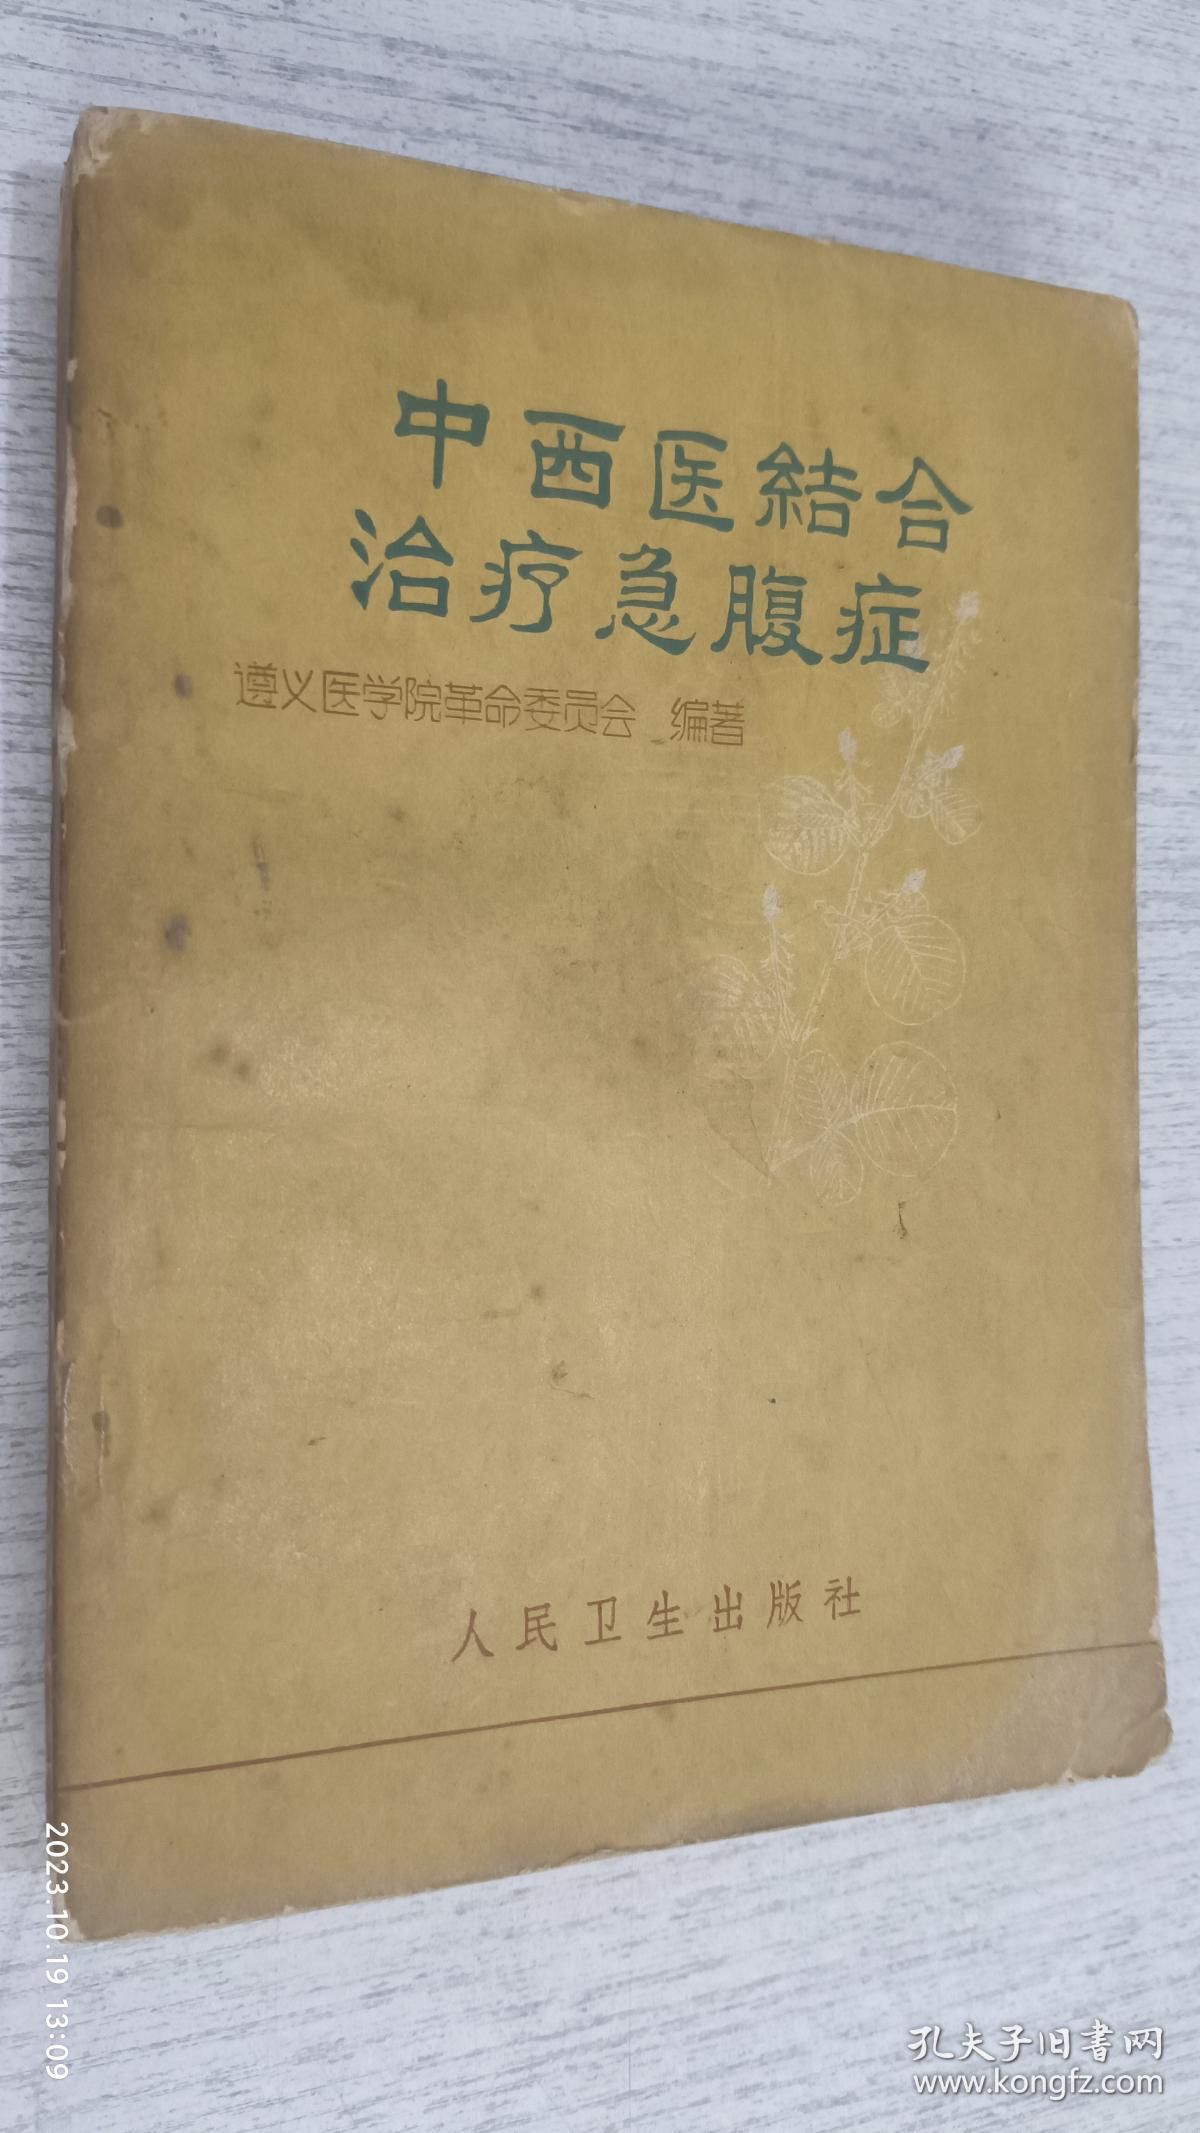 中西医結合
治疗急腹症
遵义医学院革命委员会 编著
人民卫生出版社
2023.10.19 13:09
孔夫子旧書网
www.kongfz.com